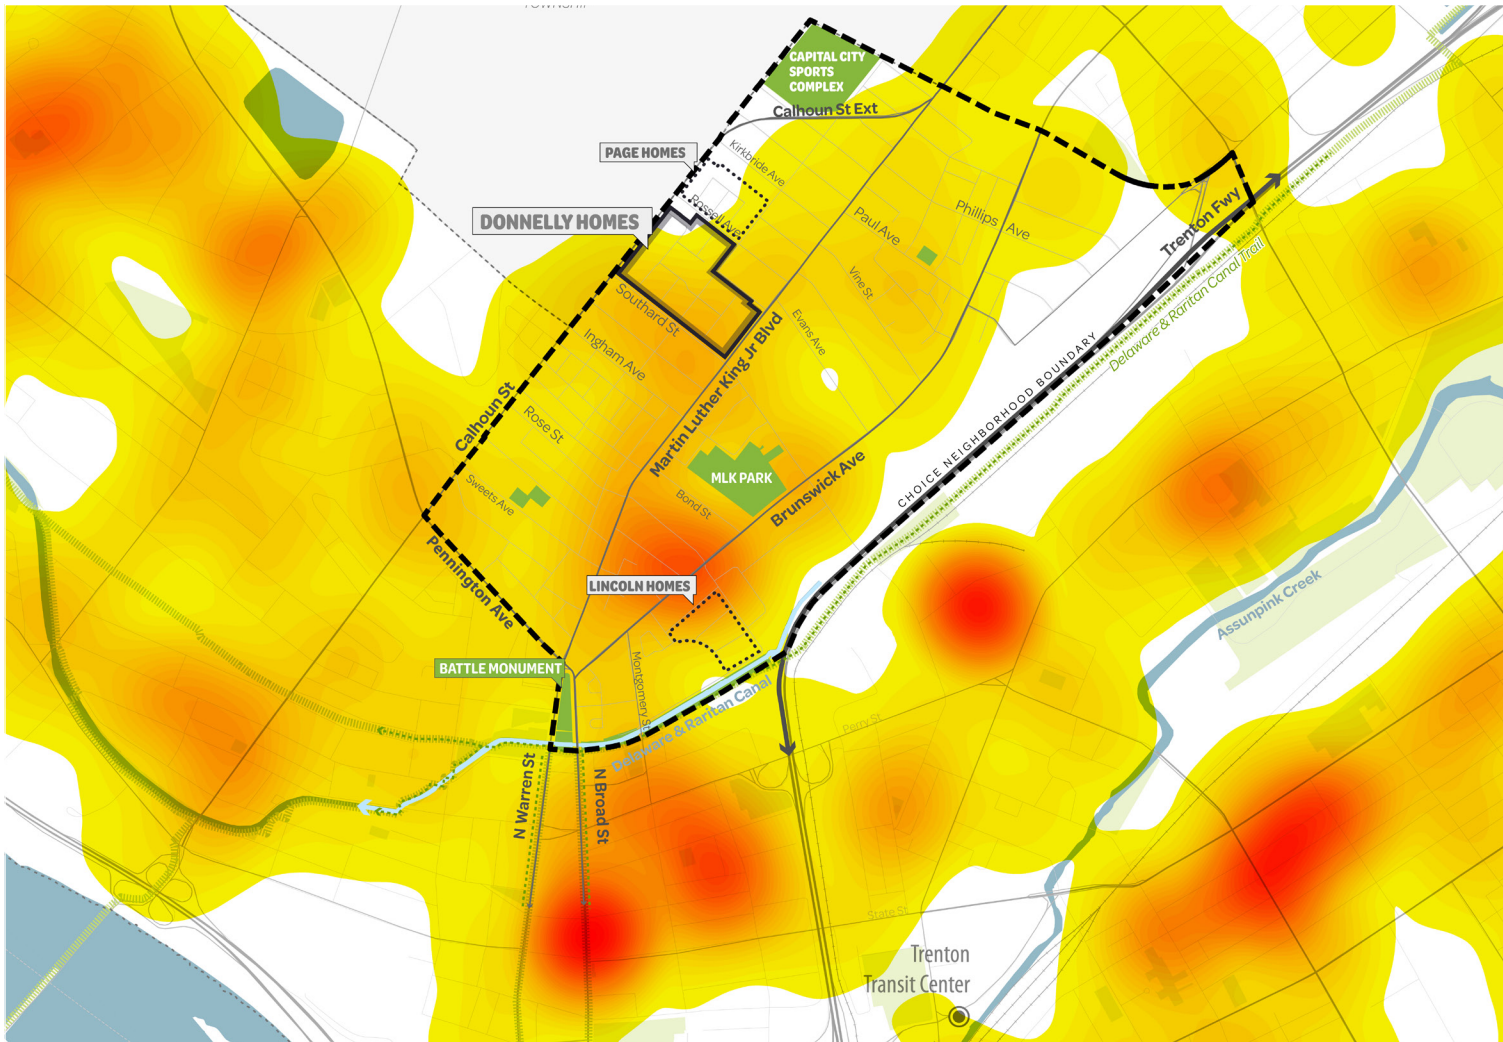 TOWNSHIP
CAPITAL CITY
SPORTS
COMPLEX
Calhoun St Ext
PAGE HOMES
Kirkbride Ave
DONNELLY HOMES
Rossell Ave
Paul Ave
Phillips Ave
Trenton Fwy
Delaware & Raritan Canal Trail
Vine St
Southard St
Evans Ave
Ingham Ave
Martin Luther King Jr Blvd
CHOICE NEIGHBORHOOD BOUNDARY
Calhoun St
Rose St
MLK PARK
Sweets Ave
Bond St
Brunswick Ave
Pennington Ave
LINCOLN HOMES
Assunpink Creek
BATTLE MONUMENT
Montgomery St
Delaware & Raritan Canal
Perry St
N Warren St
N Broad St
State St
Trenton
Transit Center